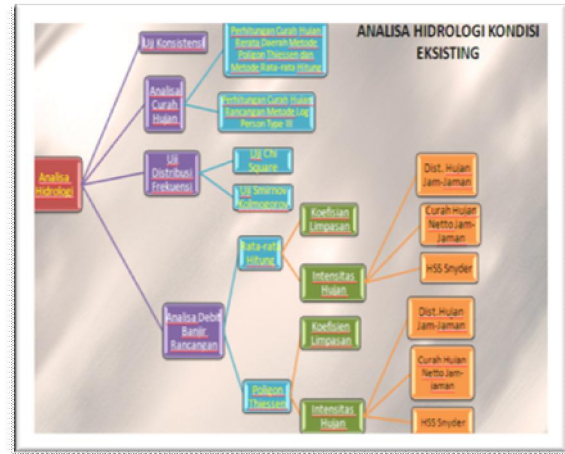 ANALISA HIDROLOGI KONDISI
EKSISTING
Analisa
Hidrologi
Uji Konsistensi
Analisa
Curah
Hujan
Perhitungan Curah Hujan
Rerata Daerah Metode
Poligon Thiessen dan
Metode Rata-rata Hitung
Perhitungan Curah Hujan
Rancangan Metode Log
Person Type III
Uji
Distribusi
Frekuensi
Uji Chi
Square
Uji Smirnov
Kolmogorov
Analisa Debit
Banjir
Rancangan
Rata-rata
Hitung
Koefisian
Limpasan
Intensitas
Hujan
Dist. Hujan
Jam-Jaman
Curah Hujan
Netto Jam-
Jaman
HSS Snyder
Poligon
Thiessen
Koefisien
Limpasan
Intensitas
Hujan
Dist. Hujan
Jam-Jaman
Curah Hujan
Netto Jam-
Jaman
HSS Snyder